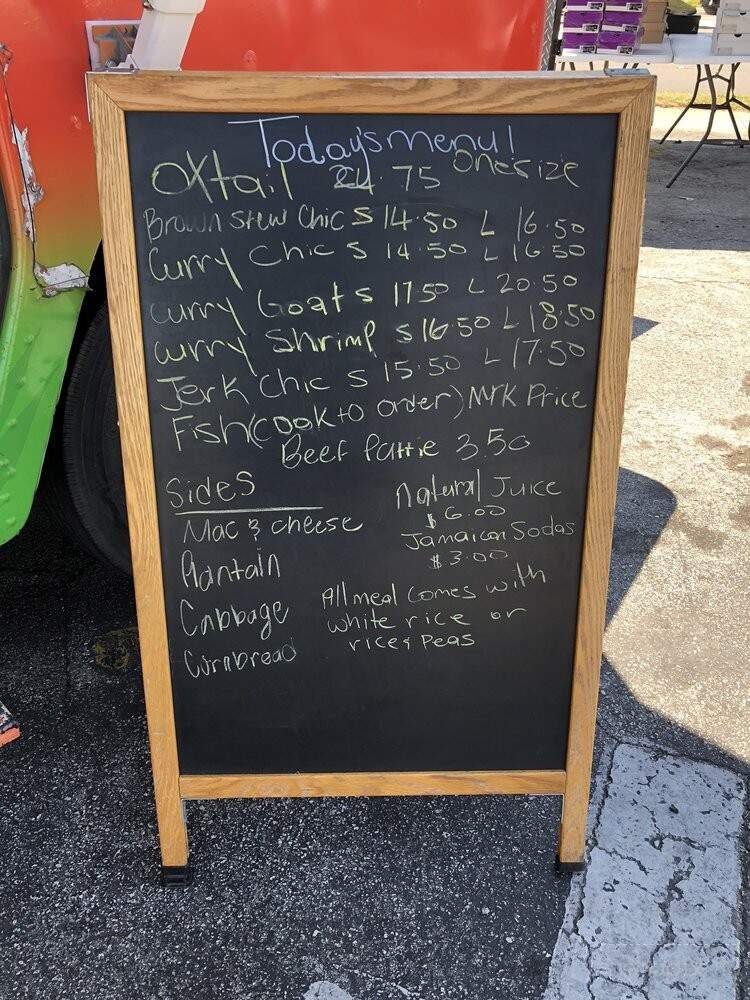 Today's menu!
Oxtail 24.75 One size
Brown Stew Chic S 14.50 L 16.50
Curry Chic S 14.50 L 16.50
Curry Goat S 17.50 L 20.50
curry Shrimp S 16.50 L 18.50
Jerk Chic S 15.50 L 17.50
Fish (cook to order) MrK Price
Beef Pattie 3.50
Sides
Mac & cheese
Plantain
Cabbage
Cornbread
Natural Juice
$6.00
Jamaican Sodas
$3.00
All meal comes with
white rice or
rice & Peas